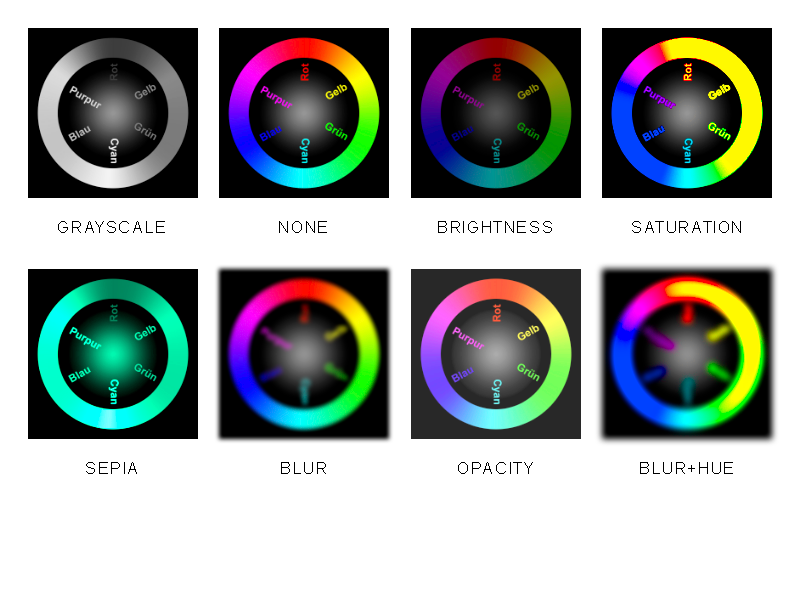 Rot
Gelb
Grün
Cyan
Blau
Purpur
Rot
Gelb
Grün
Cyan
Blau
Purpur
Rot
Gelb
Grün
Cyan
Blau
Purpur
Rot
Gelb
Grün
Cyan
Blau
Purpur
GRAYSCALE
NONE
BRIGHTNESS
SATURATION
Rot
Gelb
Grün
Cyan
Blau
Purpur
Rot
Gelb
Grün
Cyan
Blau
Purpur
SEPIA
BLUR
OPACITY
BLUR+HUE